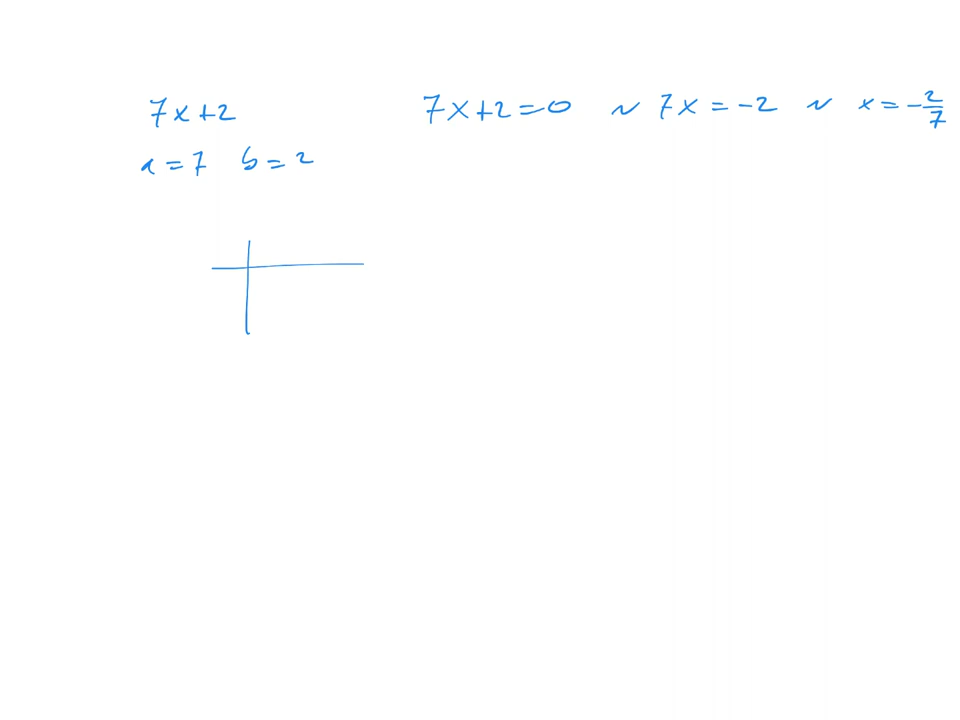 7x+2
7x+2=0 ~ 7x=-2 ~ x=-2/7
a=7 b=2